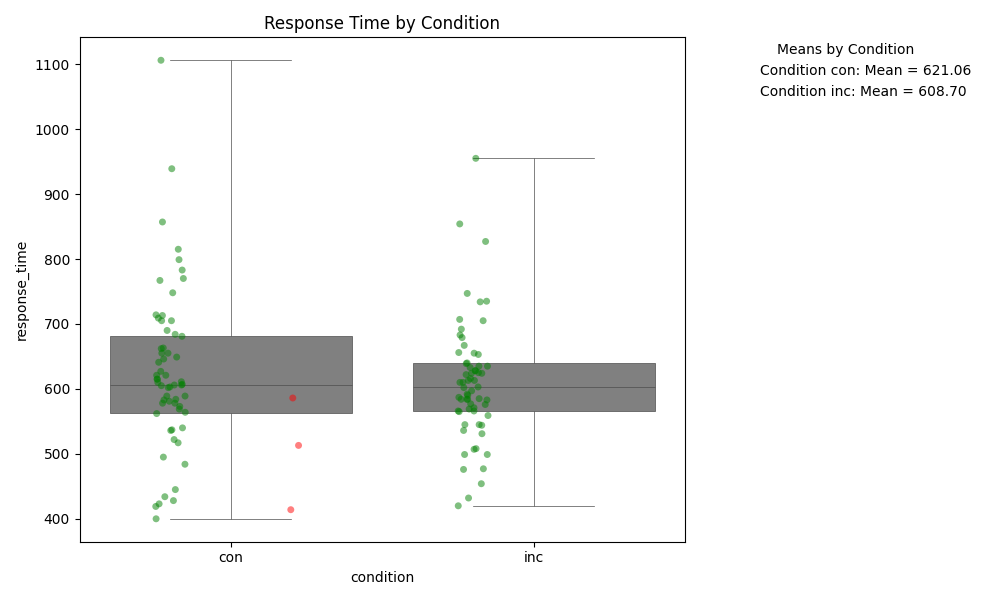 Response Time by Condition
Means by Condition
Condition con: Mean = 621.06
Condition inc: Mean = 608.70
response_time
1100
1000
900
800
700
600
500
400
con
inc
condition